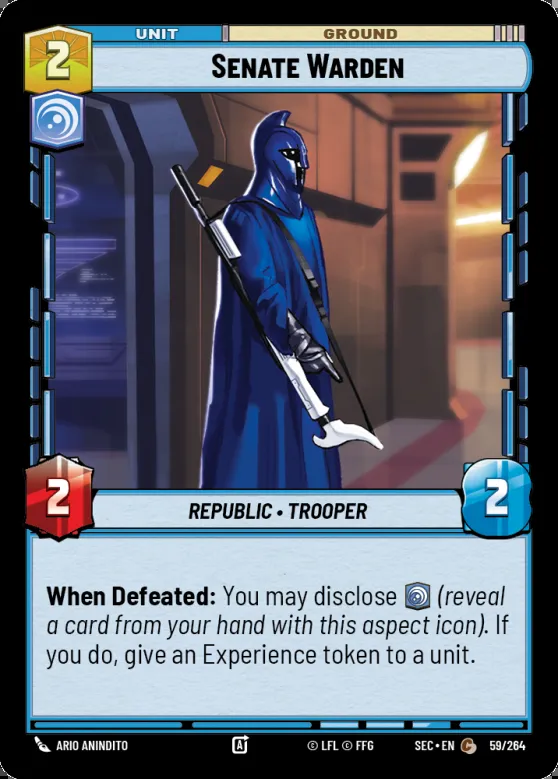 UNIT GROUND
2 SENATE WARDEN
2 REPUBLIC • TROOPER 2
When Defeated: You may disclose (reveal
a card from your hand with this aspect icon). If
you do, give an Experience token to a unit.
ARIO ANINDITO A © LFL © FFG SEC • EN C 59/264